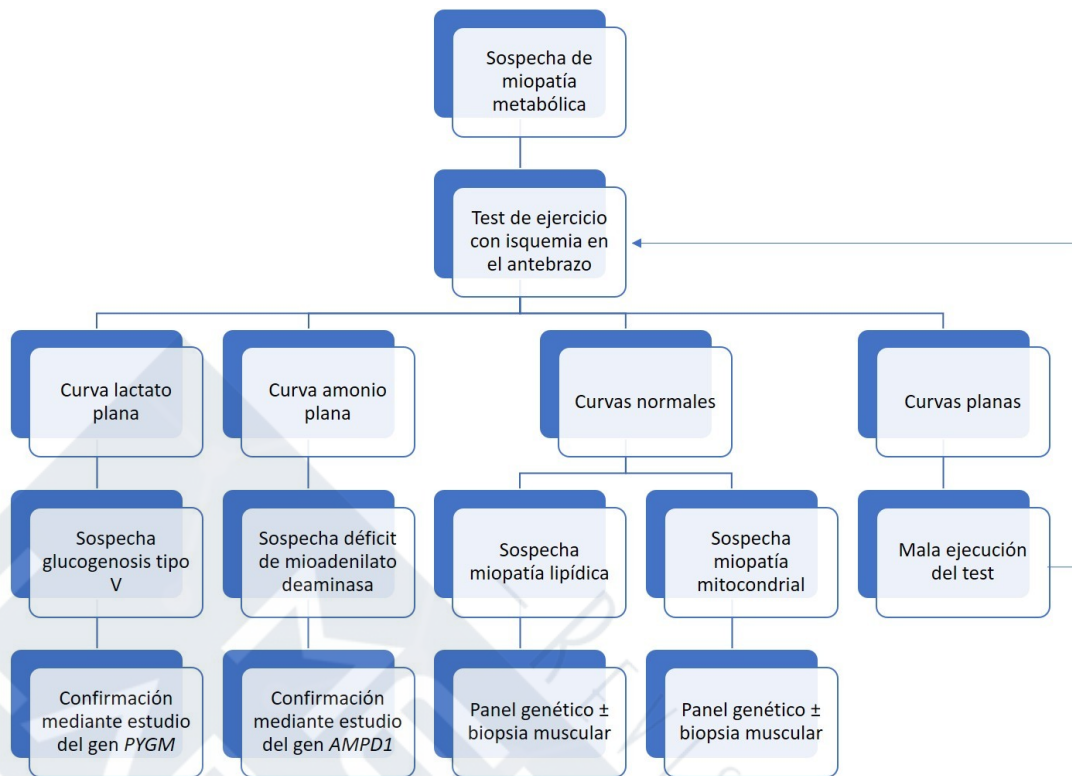 Sospecha de
miopatía
metabólica
Test de ejercicio
con isquemia en
el antebrazo
Curva lactato
plana
Curva amonio
plana
Curvas normales
Curvas planas
Sospecha
glucogenosis tipo
V
Sospecha déficit
de mioadenilato
deaminasa
Sospecha
miopatía lipídica
Sospecha
miopatía
mitocondrial
Mala ejecución
del test
Confirmación
mediante estudio
del gen PYGM
Confirmación
mediante estudio
del gen AMPD1
Panel genético ±
biopsia muscular
Panel genético ±
biopsia muscular